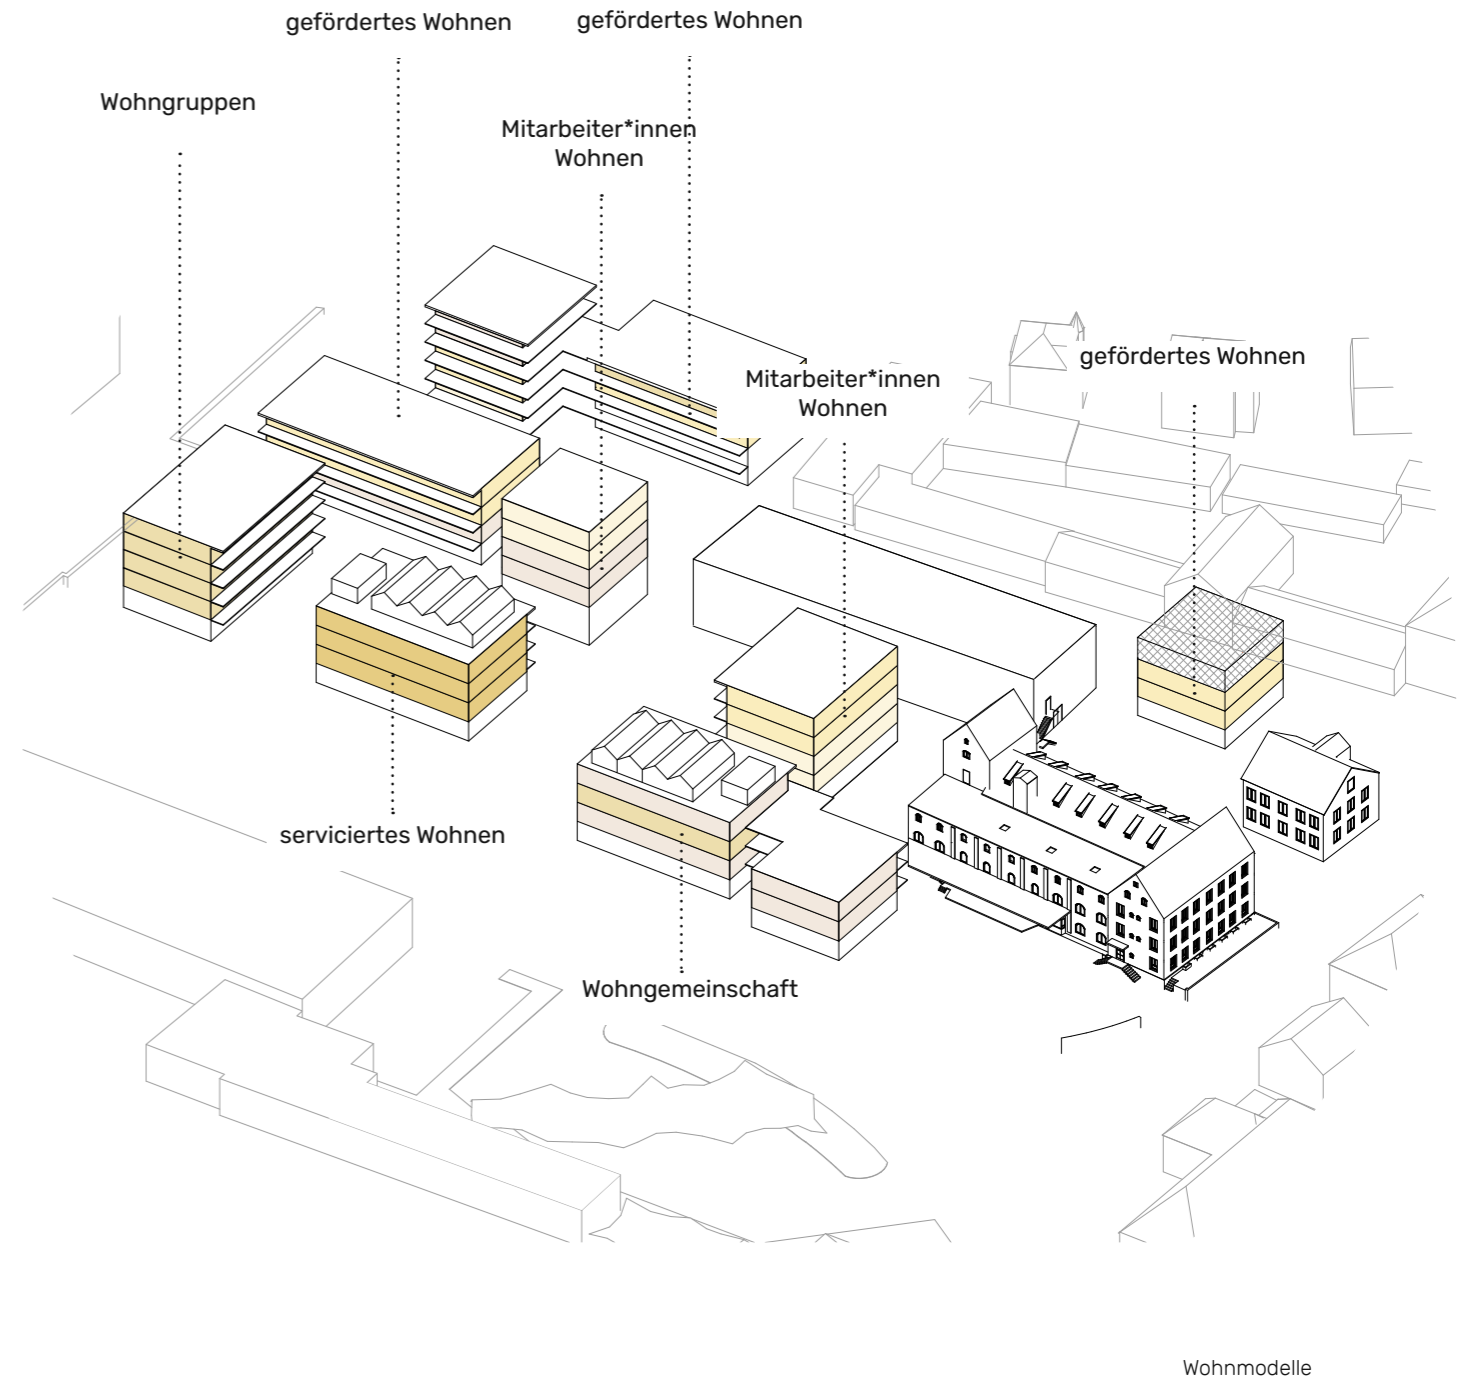 gefördertes Wohnen
gefördertes Wohnen
Wohngruppen
Mitarbeiter*innen
Wohnen
gefördertes Wohnen
Mitarbeiter*innen
Wohnen
serviciertes Wohnen
Wohngemeinschaft
Wohnmodelle